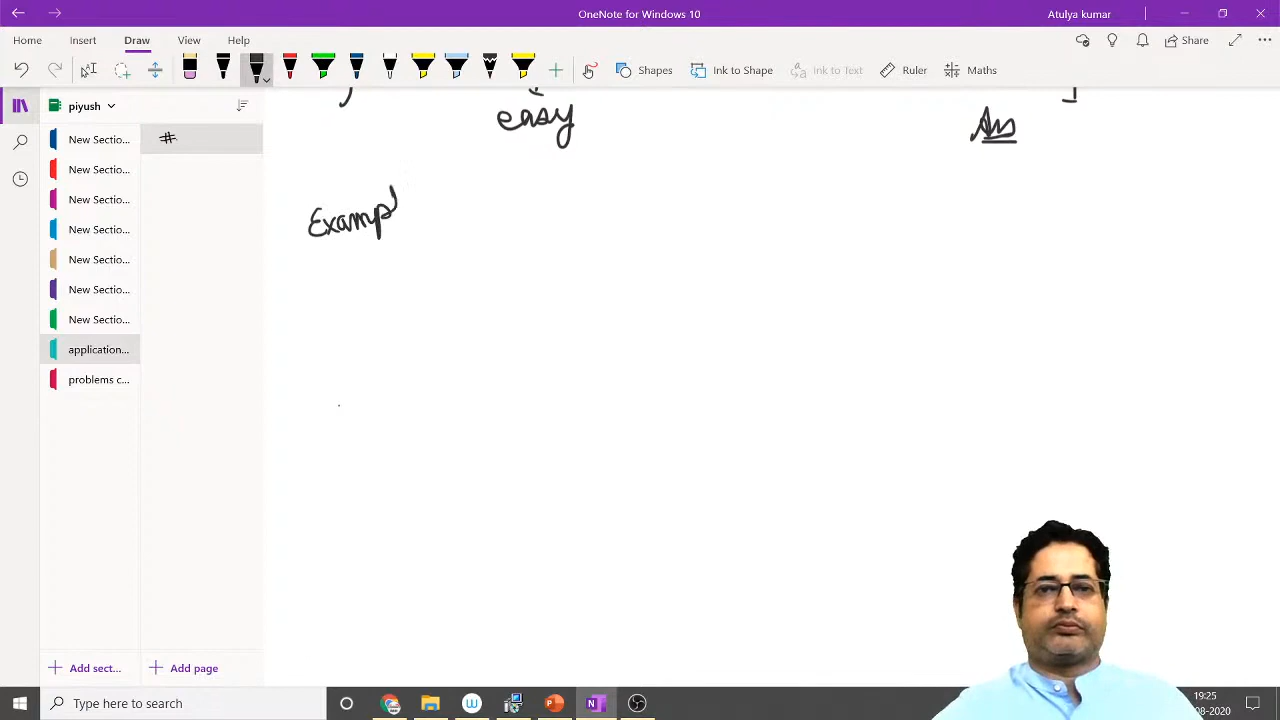 OneNote for Windows 10
Atulya kumar
Home Insert Draw View Help
Share
Shapes
Ink to Shape
Ink to Text
Ruler
Maths
piyush
New Sectio...
#
New Sectio...
New Sectio...
New Sectio...
New Sectio...
New Sectio...
New Sectio...
application...
problems c...
easy
Ans
Examp
Add sect...
Add page
Type here to search
19:25
08-2020